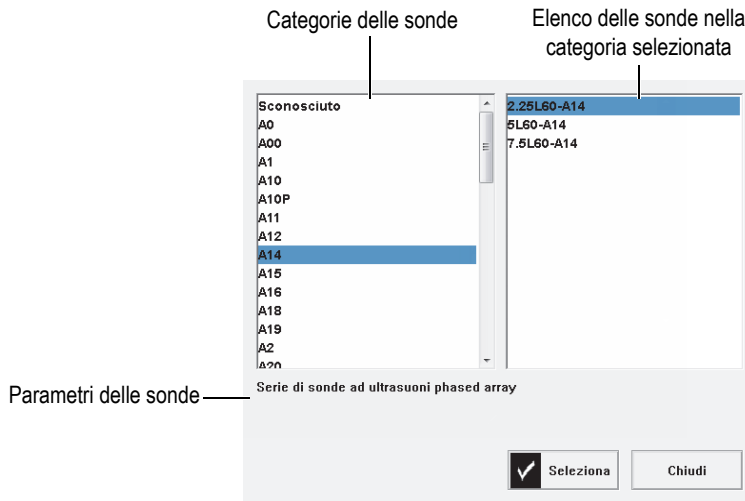 Categorie delle sonde
Elenco delle sonde nella
categoria selezionata
Sconosciuto
A0
A00
A1
A10
A10P
A11
A12
A14
A15
A16
A18
A19
A2
A20
2.25L60-A14
5L60-A14
7.5L60-A14
Parametri delle sonde
Serie di sonde ad ultrasuoni phased array
Seleziona
Chiudi